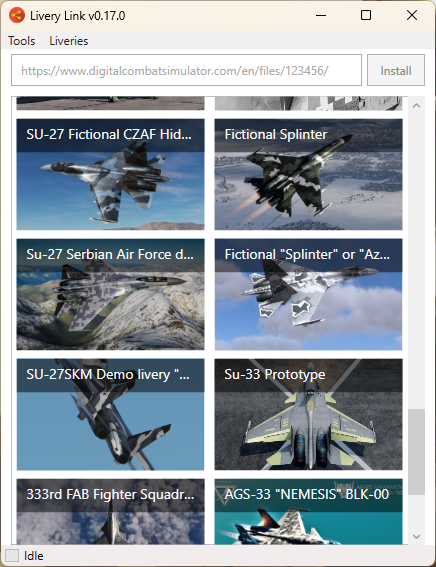 Livery Link v0.17.0
Tools Liveries
https://www.digitalcombatsimulator.com/en/files/123456/ Install
SU-27 Fictional CZAF Hid... Fictional Splinter
Su-27 Serbian Air Force d... Fictional "Splinter" or "Az...
SU-27SKM Demo livery "... Su-33 Prototype
333rd FAB Fighter Squadr... AGS-33 "NEMESIS" BLK-00
Idle